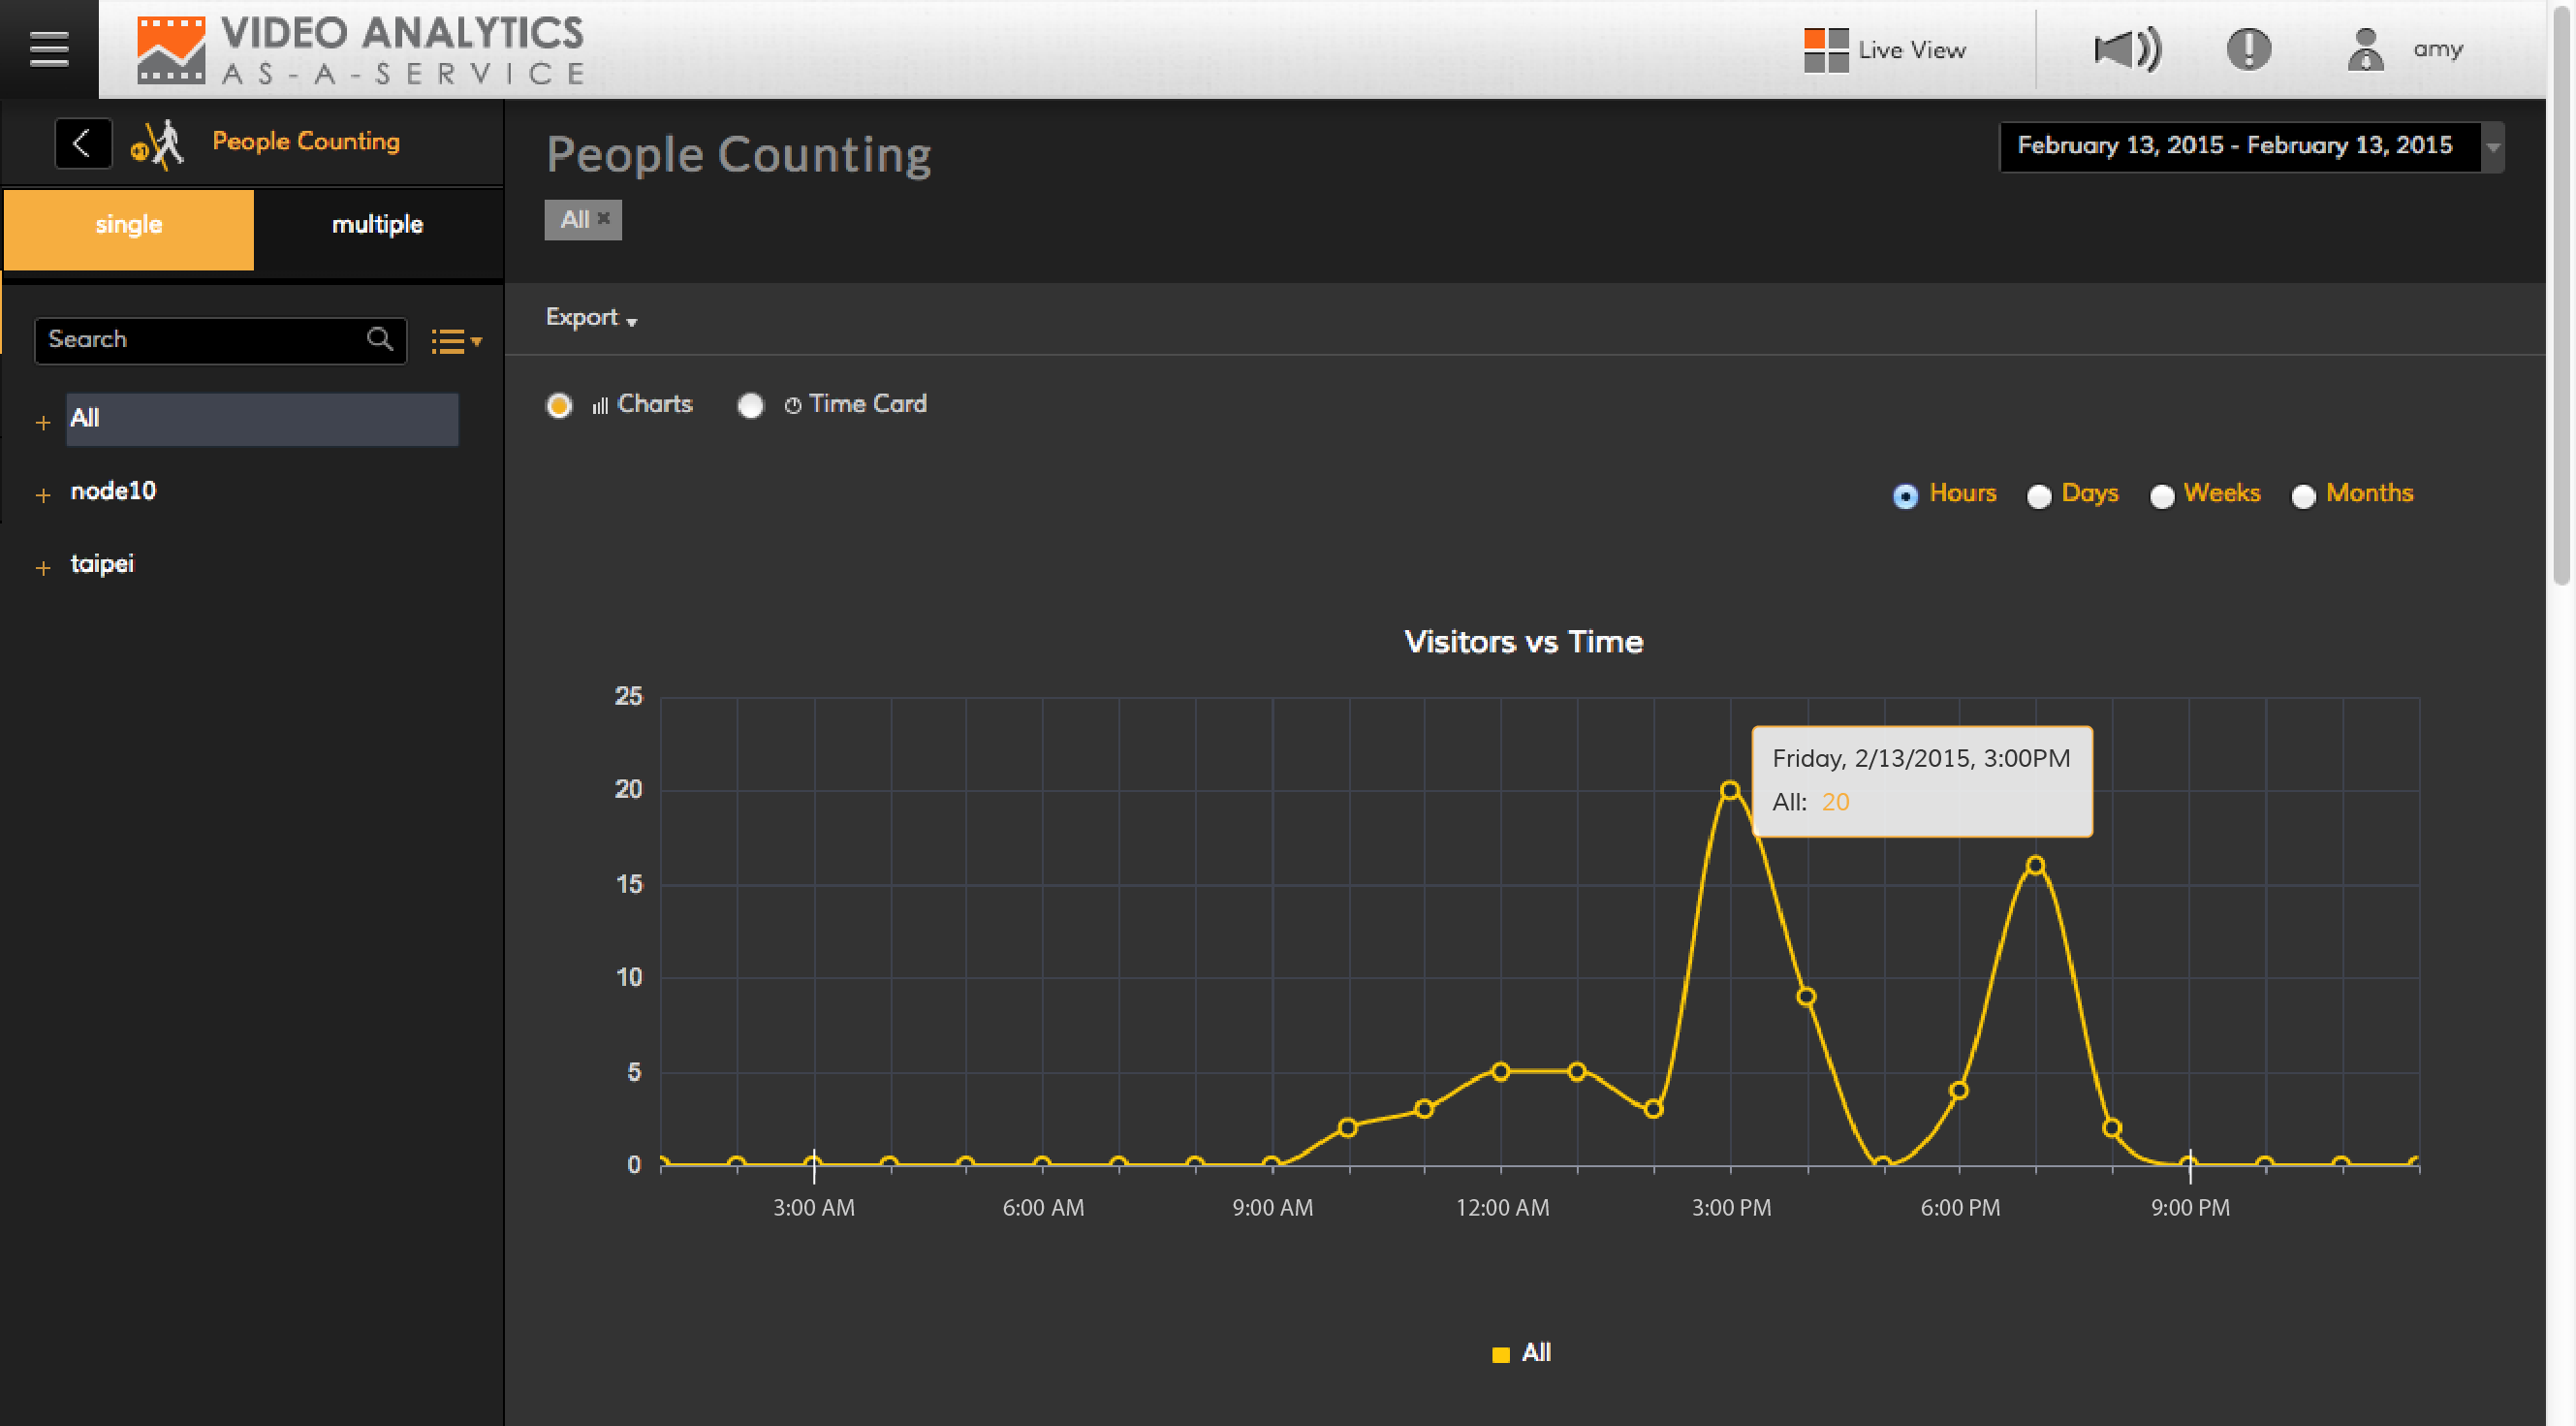 VIDEO ANALYTICS
AS-A-SERVICE
Live View
amy
+1
People Counting
single
multiple
Search
+ All
+ node10
+ taipei
People Counting
February 13, 2015 - February 13, 2015
All ×
Export
Charts
Time Card
Hours
Days
Weeks
Months
Visitors vs Time
25
20
15
10
5
0
Friday, 2/13/2015, 3:00PM
All: 20
3:00 AM
6:00 AM
9:00 AM
12:00 AM
3:00 PM
6:00 PM
9:00 PM
All